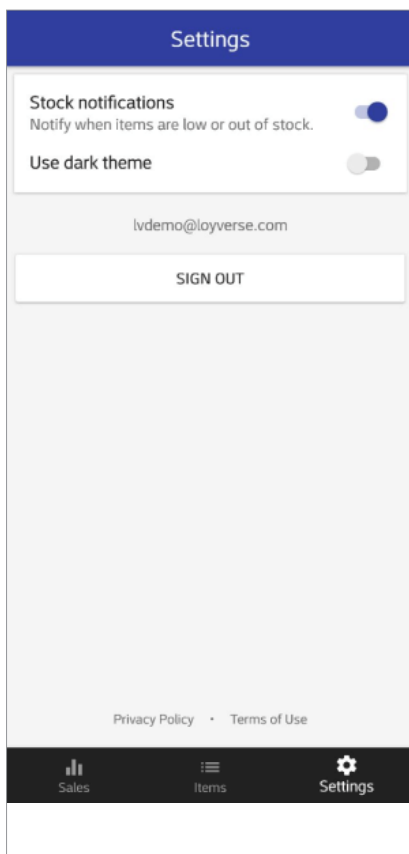 Settings
Stock notifications
Notify when items are low or out of stock.
Use dark theme
lvdemo@loyverse.com
SIGN OUT
Privacy Policy • Terms of Use
Sales Items Settings